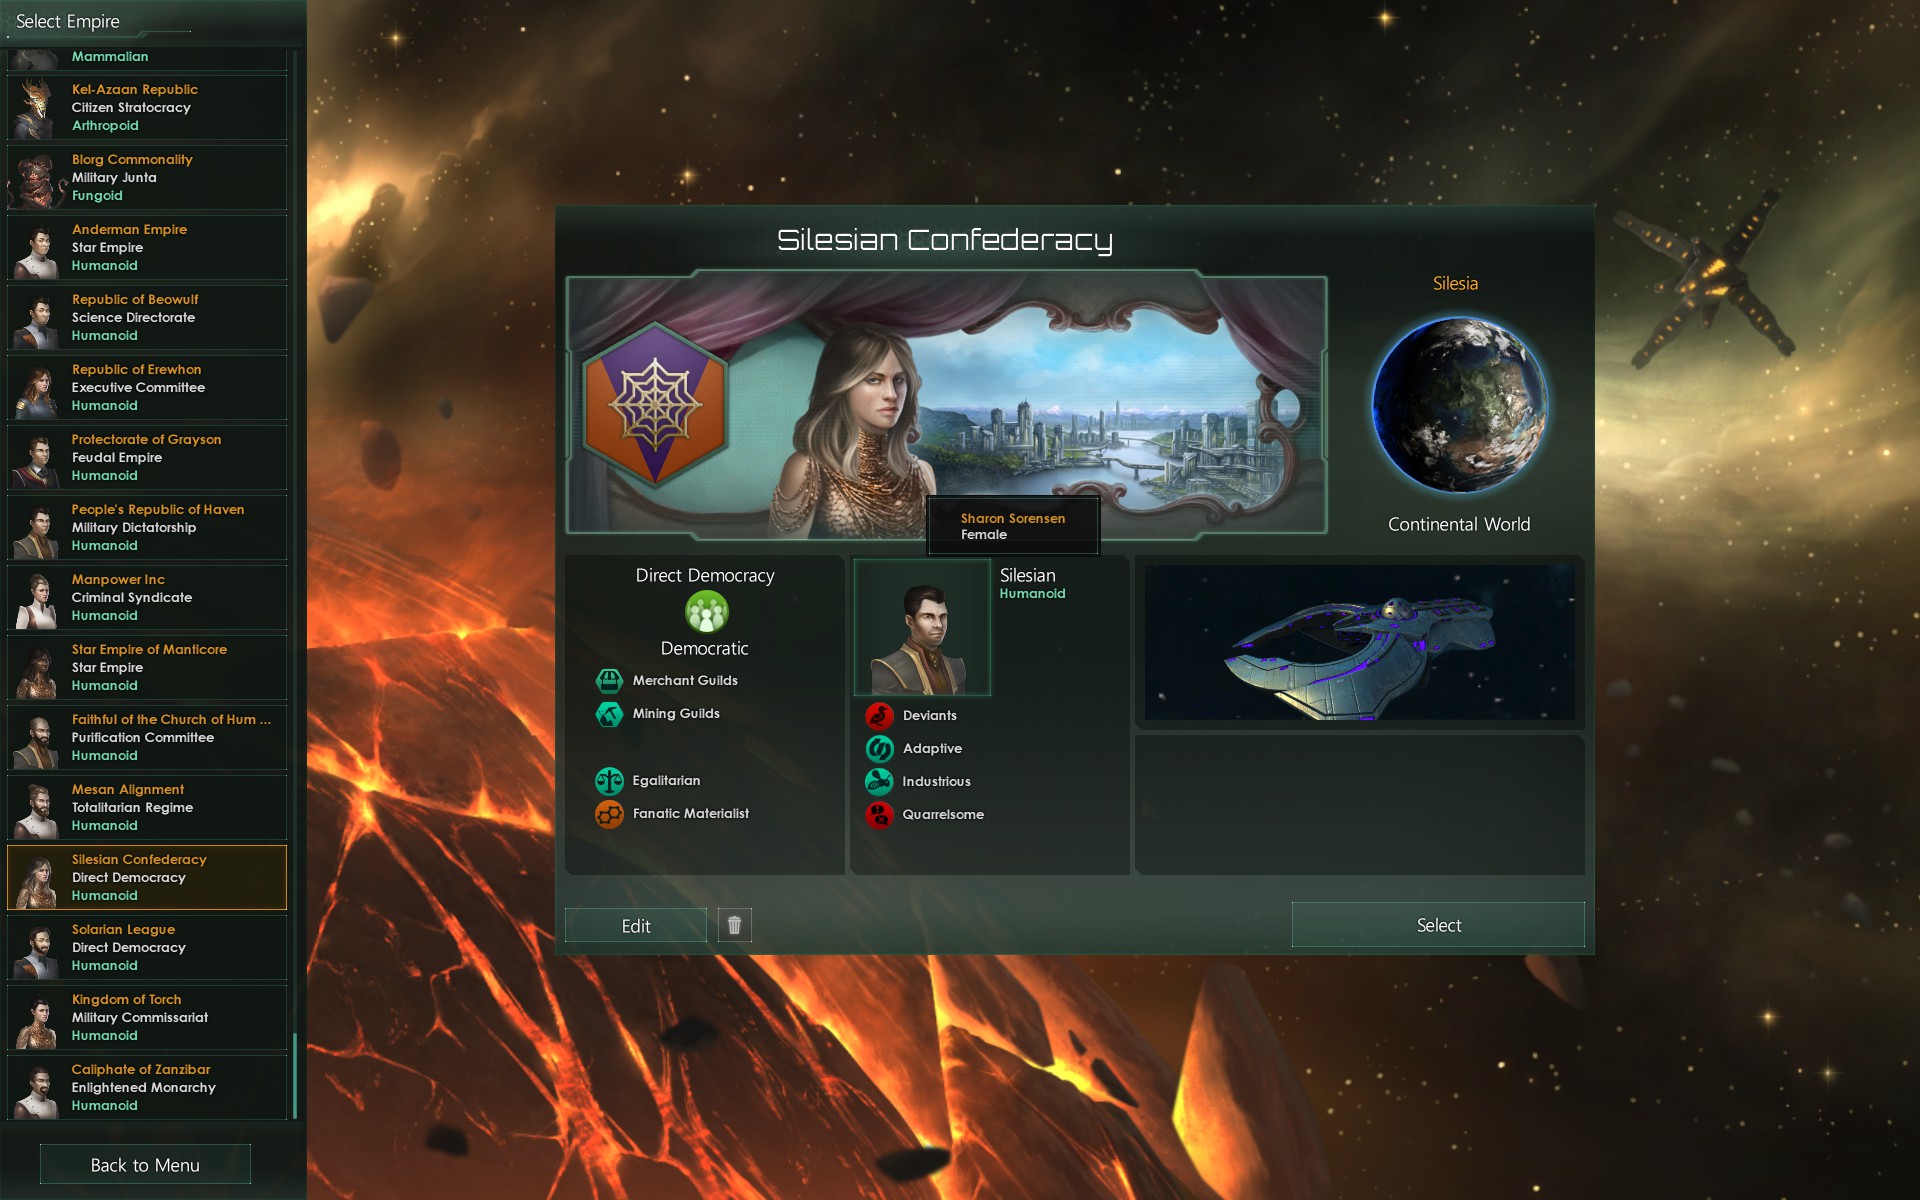 Select Empire
Mammalian
Kel-Azaan Republic
Citizen Stratocracy
Arthropoid
Blorg Commonality
Military Junta
Fungoid
Anderman Empire
Star Empire
Humanoid
Republic of Beowulf
Science Directorate
Humanoid
Republic of Erewhon
Executive Committee
Humanoid
Protectorate of Grayson
Feudal Empire
Humanoid
People's Republic of Haven
Military Dictatorship
Humanoid
Manpower Inc
Criminal Syndicate
Humanoid
Star Empire of Manticore
Star Empire
Humanoid
Faithful of the Church of Hum ...
Purification Committee
Humanoid
Mesan Alignment
Totalitarian Regime
Humanoid
Silesian Confederacy
Direct Democracy
Humanoid
Solarian League
Direct Democracy
Humanoid
Kingdom of Torch
Military Commissariat
Humanoid
Caliphate of Zanzibar
Enlightened Monarchy
Humanoid
Back to Menu
Silesian Confederacy
Silesia
Continental World
Sharon Sorensen
Female
Direct Democracy
Democratic
Merchant Guilds
Mining Guilds
Egalitarian
Fanatic Materialist
Silesian
Humanoid
Deviants
Adaptive
Industrious
Quarrelsome
Edit
Select